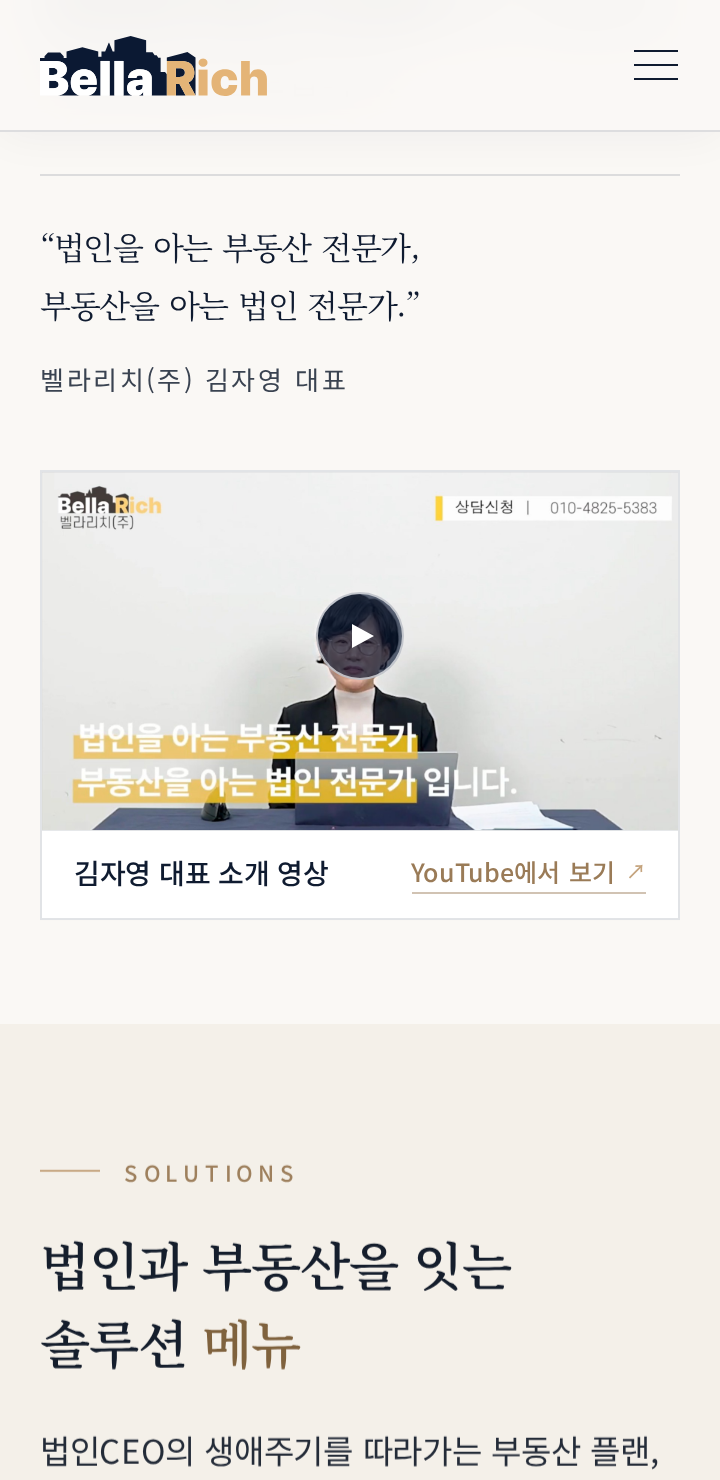 Bella Rich
“법인을 아는 부동산 전문가,
부동산을 아는 법인 전문가.”
벨라리치(주) 김자영 대표
Bella Rich
벨라리치(주)
상담신청 | 010-4825-5383
법인을 아는 부동산 전문가
부동산을 아는 법인 전문가 입니다.
김자영 대표 소개 영상
YouTube에서 보기 ↗
SOLUTIONS
법인과 부동산을 잇는
솔루션 메뉴
법인CEO의 생애주기를 따라가는 부동산 플랜,